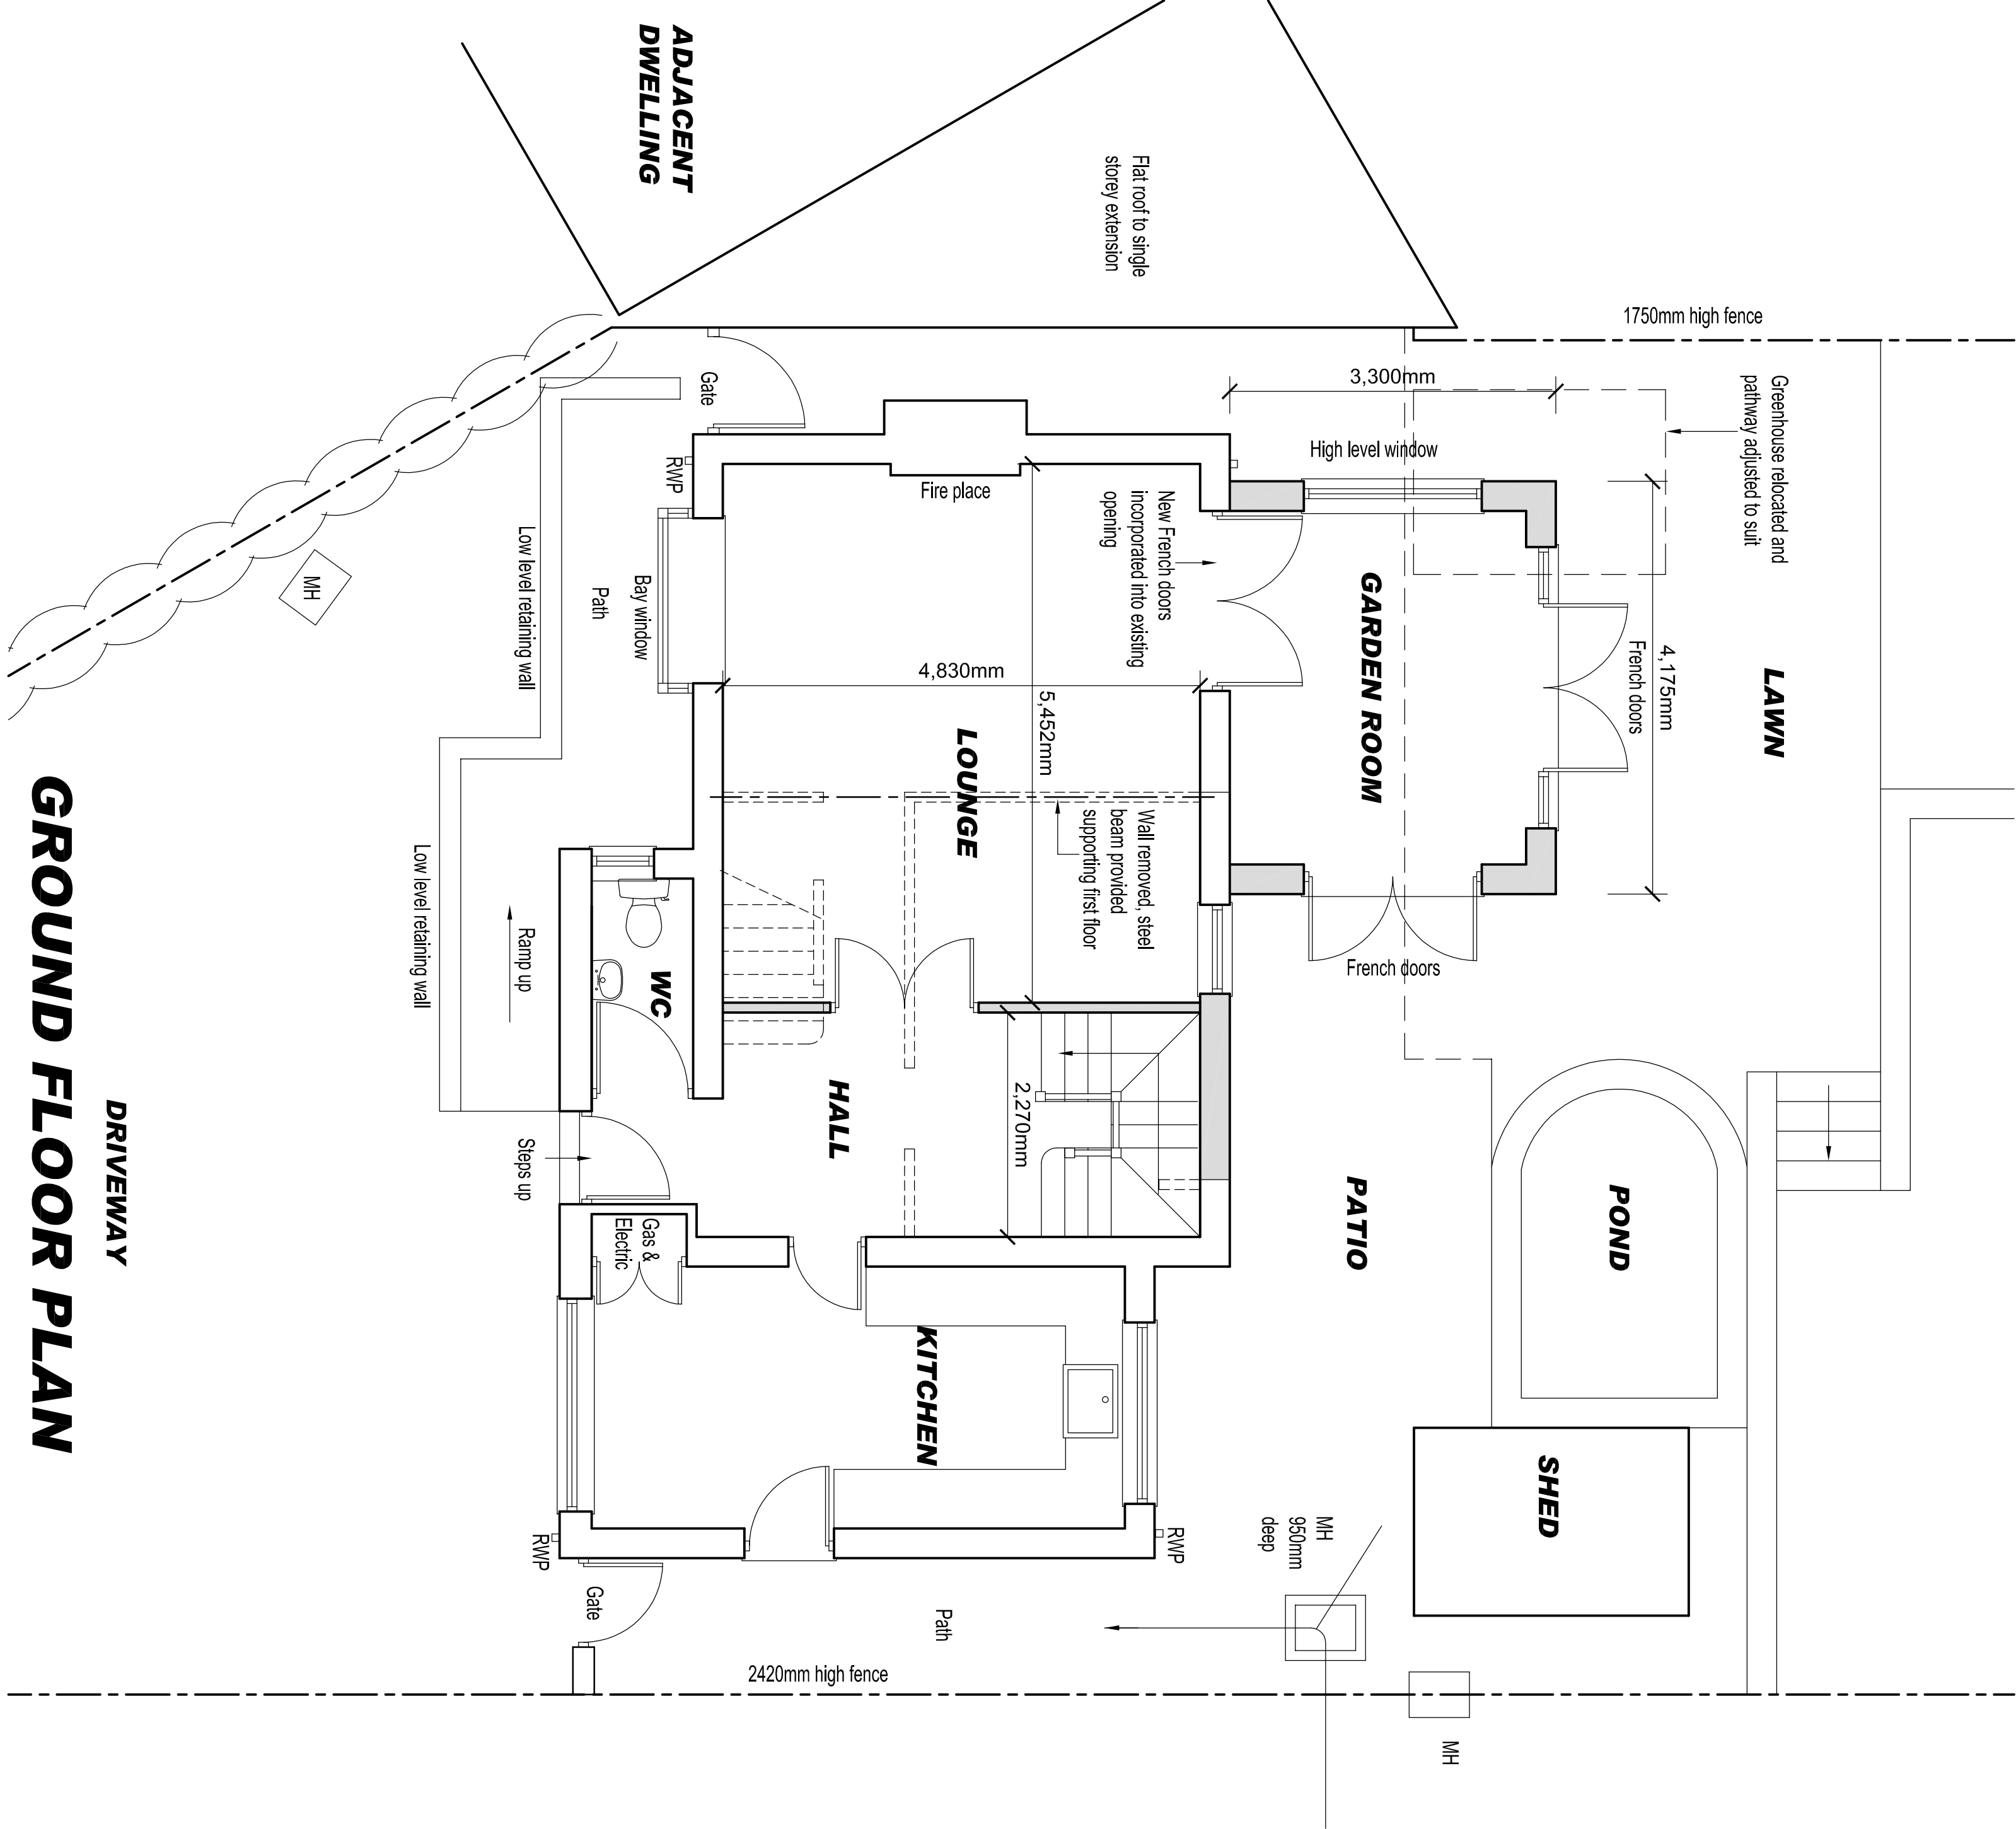 ADJACENT
DWELLING
Flat roof to single
storey extension
1750mm high fence
Greenhouse relocated and
pathway adjusted to suit
3,300mm
High level window
Gate
RWP
Fire place
New French doors
incorporated into existing
opening
GARDEN ROOM
4,175mm
French doors
LAWN
MH
Low level retaining wall
Path
Bay window
4,830mm
5,452mm
LOUNGE
Wall removed, steel
beam provided
supporting first floor
French doors
Low level retaining wall
Ramp up
WC
HALL
2,270mm
Steps up
Gas &
Electric
PATIO
POND
KITCHEN
SHED
RWP
RWP
MH
950mm
deep
Gate
Path
2420mm high fence
MH
DRIVEWAY
GROUND FLOOR PLAN